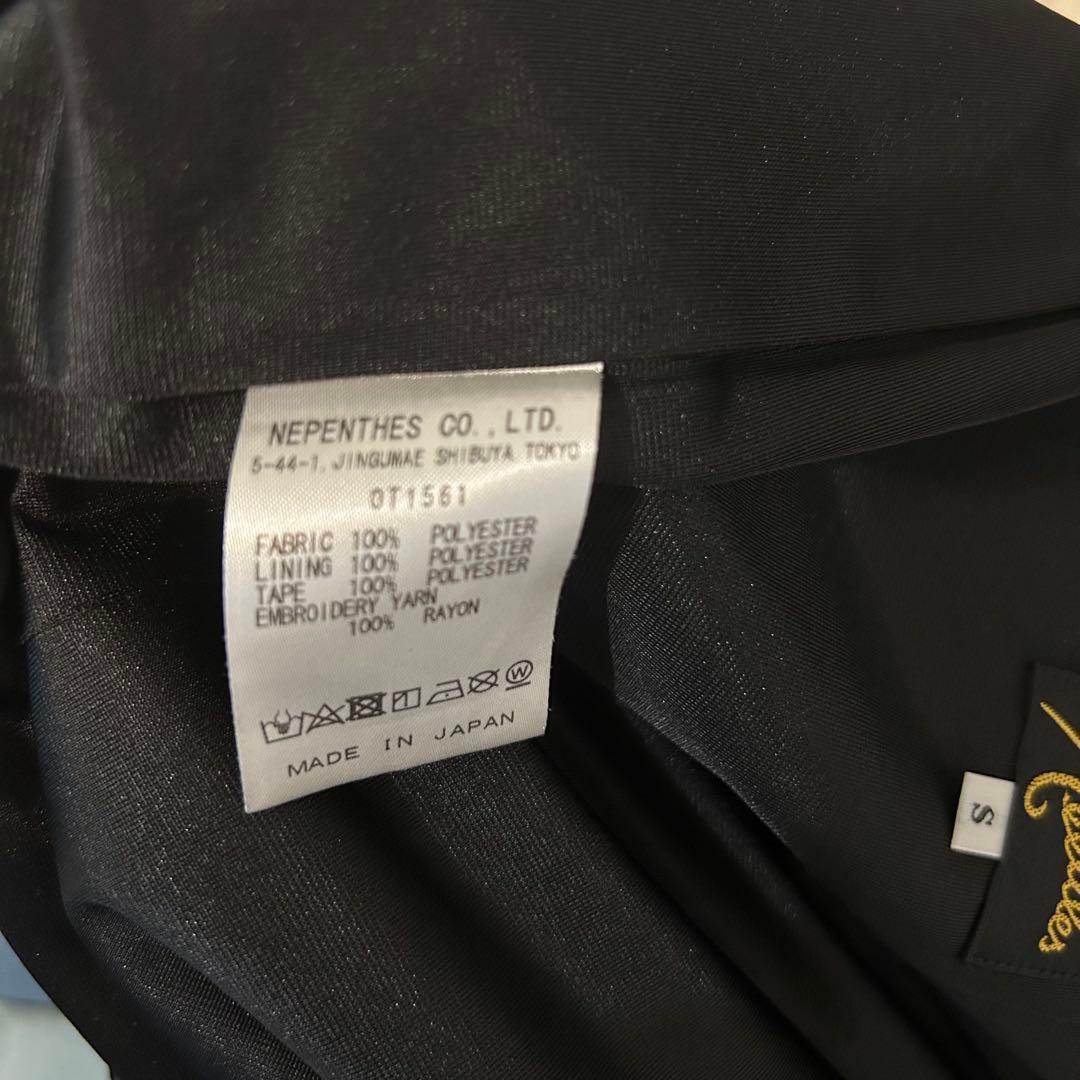 NEPENTHES CO., LTD.
5-44-1, JINGUMAE SHIBUYA TOKYO
OT1561
FABRIC 100% POLYESTER
LINING 100% POLYESTER
TAPE 100% POLYESTER
EMBROIDERY YARN
100% RAYON
W
MADE IN JAPAN
S
Needles